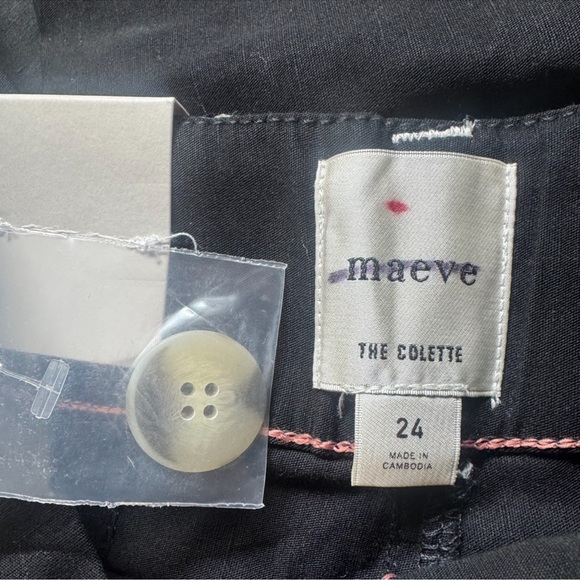 maeve
THE COLETTE
24
MADE IN
CAMBODIA